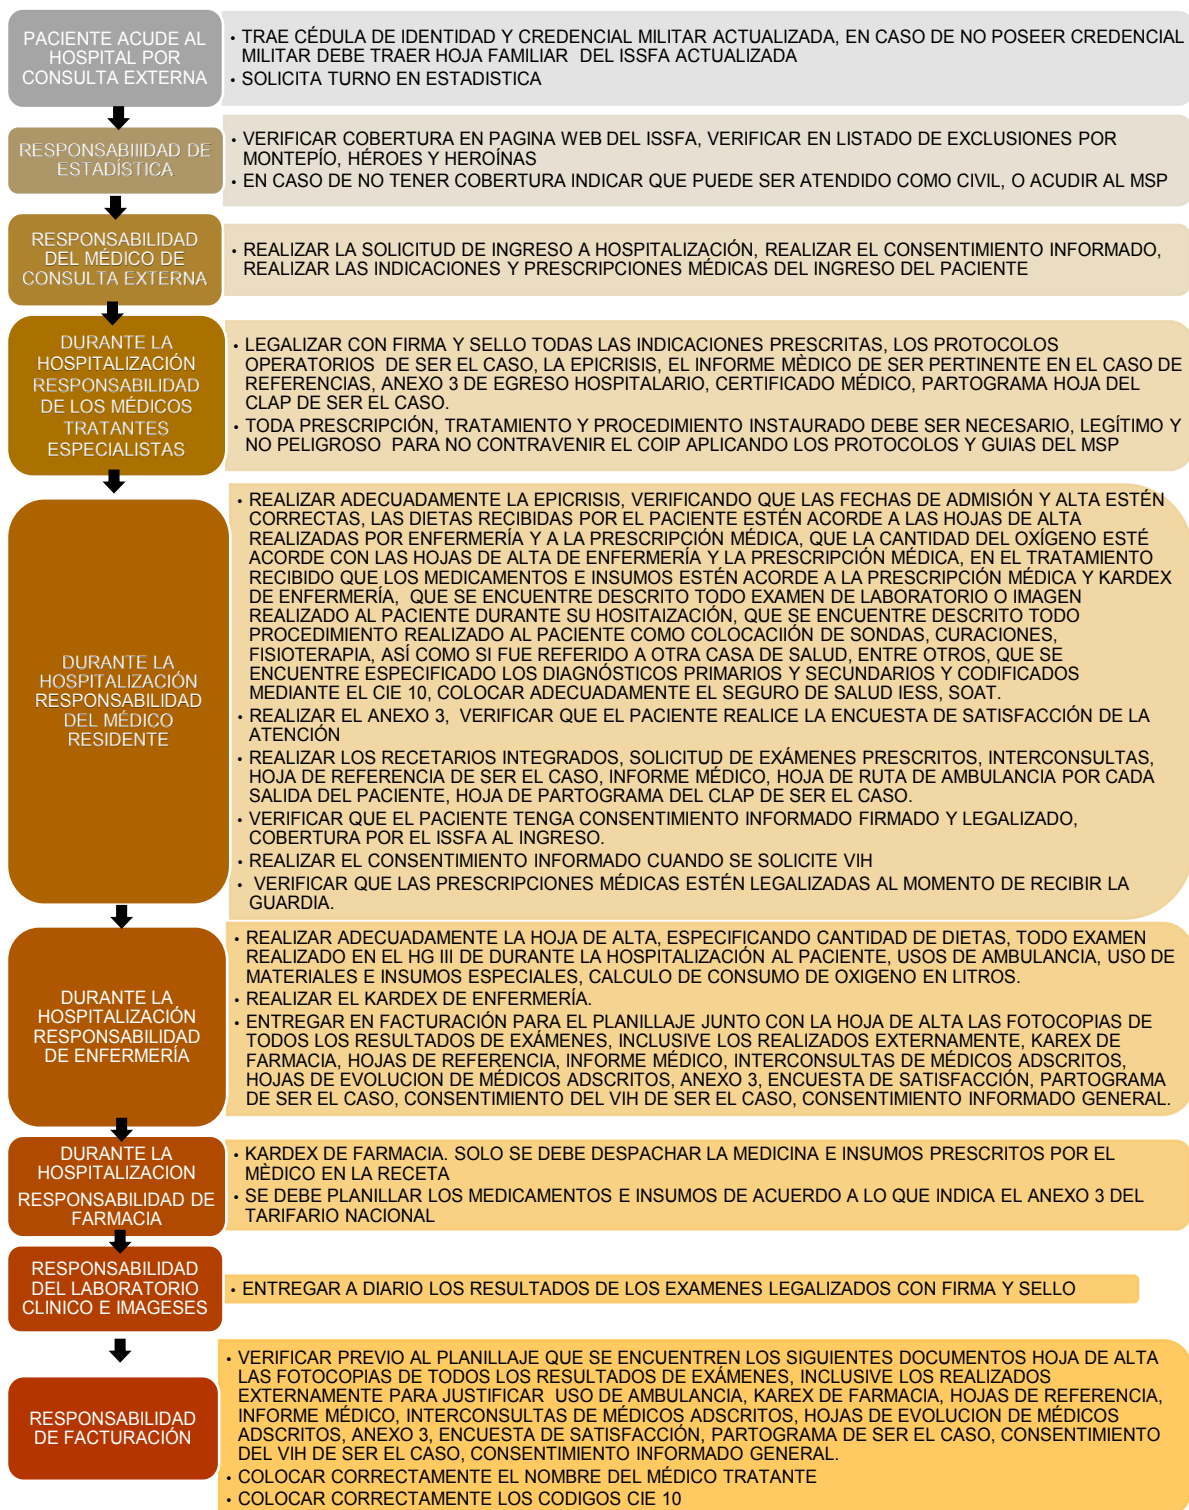 PACIENTE ACUDE AL
HOSPITAL POR
CONSULTA EXTERNA
• TRAE CÉDULA DE IDENTIDAD Y CREDENCIAL MILITAR ACTUALIZADA, EN CASO DE NO POSEER CREDENCIAL
MILITAR DEBE TRAER HOJA FAMILIAR DEL ISSFA ACTUALIZADA
• SOLICITA TURNO EN ESTADISTICA
RESPONSABIIIDAD DE
ESTADÍSTICA
• VERIFICAR COBERTURA EN PAGINA WEB DEL ISSFA, VERIFICAR EN LISTADO DE EXCLUSIONES POR
MONTEPÍO, HÉROES Y HEROÍNAS
• EN CASO DE NO TENER COBERTURA INDICAR QUE PUEDE SER ATENDIDO COMO CIVIL, O ACUDIR AL MSP
RESPONSABILIDAD
DEL MÉDICO DE
CONSULTA EXTERNA
• REALIZAR LA SOLICITUD DE INGRESO A HOSPITALIZACIÓN, REALIZAR EL CONSENTIMIENTO INFORMADO,
REALIZAR LAS INDICACIONES Y PRESCRIPCIONES MÉDICAS DEL INGRESO DEL PACIENTE
DURANTE LA
HOSPITALIZACIÓN
RESPONSABILIDAD
DE LOS MÉDICOS
TRATANTES
ESPECIALISTAS
• LEGALIZAR CON FIRMA Y SELLO TODAS LAS INDICACIONES PRESCRITAS, LOS PROTOCOLOS
OPERATORIOS DE SER EL CASO, LA EPICRISIS, EL INFORME MÈDICO DE SER PERTINENTE EN EL CASO DE
REFERENCIAS, ANEXO 3 DE EGRESO HOSPITALARIO, CERTIFICADO MÉDICO, PARTOGRAMA HOJA DEL
CLAP DE SER EL CASO.
• TODA PRESCRIPCIÓN, TRATAMIENTO Y PROCEDIMIENTO INSTAURADO DEBE SER NECESARIO, LEGÍTIMO Y
NO PELIGROSO PARA NO CONTRAVENIR EL COIP APLICANDO LOS PROTOCOLOS Y GUIAS DEL MSP
DURANTE LA
HOSPITALIZACIÓN
RESPONSABILIDAD
DEL MÉDICO
RESIDENTE
• REALIZAR ADECUADAMENTE LA EPICRISIS, VERIFICANDO QUE LAS FECHAS DE ADMISIÓN Y ALTA ESTÉN
CORRECTAS, LAS DIETAS RECIBIDAS POR EL PACIENTE ESTÉN ACORDE A LAS HOJAS DE ALTA
REALIZADAS POR ENFERMERÍA Y A LA PRESCRIPCIÓN MÉDICA, QUE LA CANTIDAD DEL OXÍGENO ESTÉ
ACORDE CON LAS HOJAS DE ALTA DE ENFERMERÍA Y LA PRESCRIPCIÓN MÉDICA, EN EL TRATAMIENTO
RECIBIDO QUE LOS MEDICAMENTOS E INSUMOS ESTÉN ACORDE A LA PRESCRIPCIÓN MÉDICA Y KARDEX
DE ENFERMERÍA, QUE SE ENCUENTRE DESCRITO TODO EXAMEN DE LABORATORIO O IMAGEN
REALIZADO AL PACIENTE DURANTE SU HOSITAIZACIÓN, QUE SE ENCUENTRE DESCRITO TODO
PROCEDIMIENTO REALIZADO AL PACIENTE COMO COLOCACIIÓN DE SONDAS, CURACIONES,
FISIOTERAPIA, ASÍ COMO SI FUE REFERIDO A OTRA CASA DE SALUD, ENTRE OTROS, QUE SE
ENCUENTRE ESPECIFICADO LOS DIAGNÓSTICOS PRIMARIOS Y SECUNDARIOS Y CODIFICADOS
MEDIANTE EL CIE 10, COLOCAR ADECUADAMENTE EL SEGURO DE SALUD IESS, SOAT.
• REALIZAR EL ANEXO 3, VERIFICAR QUE EL PACIENTE REALICE LA ENCUESTA DE SATISFACCIÓN DE LA
ATENCIÓN
• REALIZAR LOS RECETARIOS INTEGRADOS, SOLICITUD DE EXÁMENES PRESCRITOS, INTERCONSULTAS,
HOJA DE REFERENCIA DE SER EL CASO, INFORME MÉDICO, HOJA DE RUTA DE AMBULANCIA POR CADA
SALIDA DEL PACIENTE, HOJA DE PARTOGRAMA DEL CLAP DE SER EL CASO.
• VERIFICAR QUE EL PACIENTE TENGA CONSENTIMIENTO INFORMADO FIRMADO Y LEGALIZADO,
COBERTURA POR EL ISSFA AL INGRESO.
• REALIZAR EL CONSENTIMIENTO INFORMADO CUANDO SE SOLICITE VIH
• VERIFICAR QUE LAS PRESCRIPCIONES MÉDICAS ESTÉN LEGALIZADAS AL MOMENTO DE RECIBIR LA
GUARDIA.
DURANTE LA
HOSPITALIZACIÓN
RESPONSABILIDAD
DE ENFERMERÍA
• REALIZAR ADECUADAMENTE LA HOJA DE ALTA, ESPECIFICANDO CANTIDAD DE DIETAS, TODO EXAMEN
REALIZADO EN EL HG III DE DURANTE LA HOSPITALIZACIÓN AL PACIENTE, USOS DE AMBULANCIA, USO DE
MATERIALES E INSUMOS ESPECIALES, CALCULO DE CONSUMO DE OXIGENO EN LITROS.
• REALIZAR EL KARDEX DE ENFERMERÍA.
• ENTREGAR EN FACTURACIÓN PARA EL PLANILLAJE JUNTO CON LA HOJA DE ALTA LAS FOTOCOPIAS DE
TODOS LOS RESULTADOS DE EXÁMENES, INCLUSIVE LOS REALIZADOS EXTERNAMENTE, KAREX DE
FARMACIA, HOJAS DE REFERENCIA, INFORME MÉDICO, INTERCONSULTAS DE MÉDICOS ADSCRITOS,
HOJAS DE EVOLUCION DE MÉDICOS ADSCRITOS, ANEXO 3, ENCUESTA DE SATISFACCIÓN, PARTOGRAMA
DE SER EL CASO, CONSENTIMIENTO DEL VIH DE SER EL CASO, CONSENTIMIENTO INFORMADO GENERAL.
DURANTE LA
HOSPITALIZACION
RESPONSABILIDAD DE
FARMACIA
• KARDEX DE FARMACIA. SOLO SE DEBE DESPACHAR LA MEDICINA E INSUMOS PRESCRITOS POR EL
MÈDICO EN LA RECETA
• SE DEBE PLANILLAR LOS MEDICAMENTOS E INSUMOS DE ACUERDO A LO QUE INDICA EL ANEXO 3 DEL
TARIFARIO NACIONAL
RESPONSABILIDAD
DEL LABORATORIO
CLINICO E IMAGESES
• ENTREGAR A DIARIO LOS RESULTADOS DE LOS EXAMENES LEGALIZADOS CON FIRMA Y SELLO
RESPONSABILIDAD
DE FACTURACIÓN
• VERIFICAR PREVIO AL PLANILLAJE QUE SE ENCUENTREN LOS SIGUIENTES DOCUMENTOS HOJA DE ALTA
LAS FOTOCOPIAS DE TODOS LOS RESULTADOS DE EXÁMENES, INCLUSIVE LOS REALIZADOS
EXTERNAMENTE PARA JUSTIFICAR USO DE AMBULANCIA, KAREX DE FARMACIA, HOJAS DE REFERENCIA,
INFORME MÉDICO, INTERCONSULTAS DE MÉDICOS ADSCRITOS, HOJAS DE EVOLUCION DE MÉDICOS
ADSCRITOS, ANEXO 3, ENCUESTA DE SATISFACCIÓN, PARTOGRAMA DE SER EL CASO, CONSENTIMIENTO
DEL VIH DE SER EL CASO, CONSENTIMIENTO INFORMADO GENERAL.
• COLOCAR CORRECTAMENTE EL NOMBRE DEL MÉDICO TRATANTE
• COLOCAR CORRECTAMENTE LOS CODIGOS CIE 10